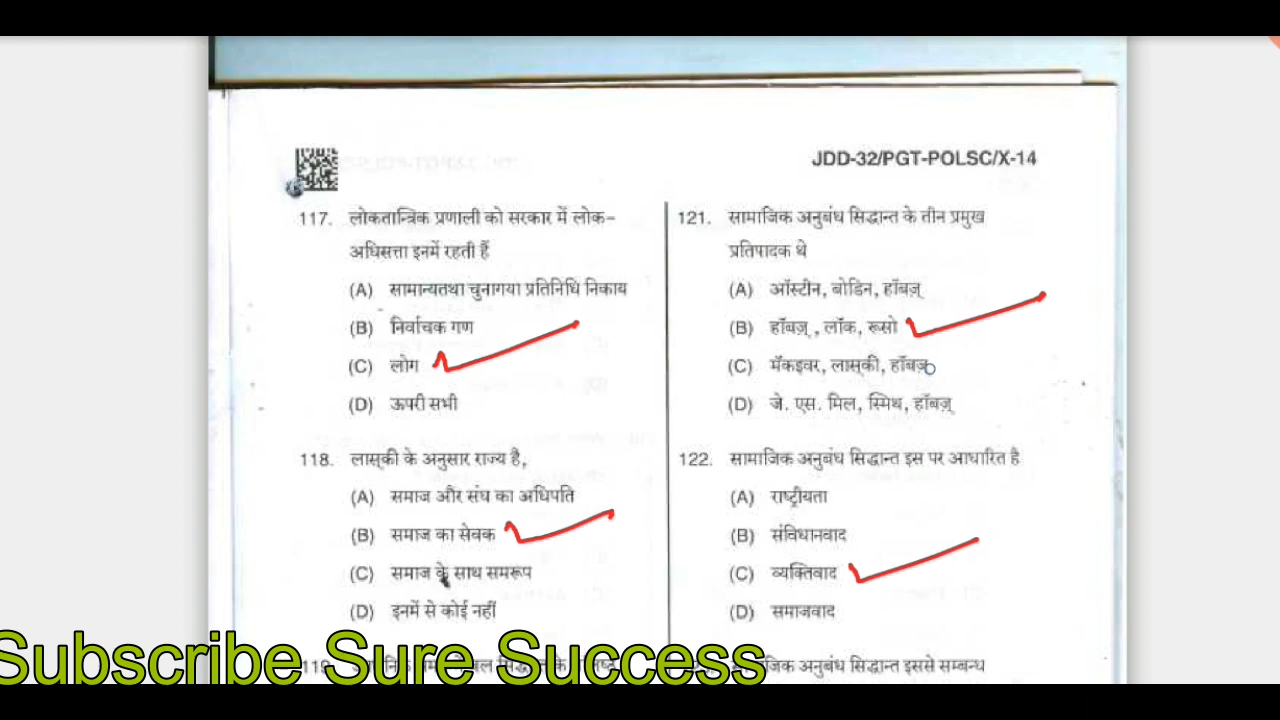 JDD-32/PGT-POLSC/X-14
117. लोकतान्त्रिक प्रणाली को सरकार में लोक-
अधिसत्ता इनमें रहती हैं
(A) सामान्यतथा चुनागया प्रतिनिधि निकाय
(B) निर्वाचक गण
(C) लोग
(D) ऊपरी सभी
118. लास्की के अनुसार राज्य है,
(A) समाज और संघ का अधिपति
(B) समाज का सेवक
(C) समाज के साथ समरूप
(D) इनमें से कोई नहीं
121. सामाजिक अनुबंध सिद्धान्त के तीन प्रमुख
प्रतिपादक थे
(A) ऑस्टीन, बोडिन, हॉबज़्
(B) हॉबज़्, लॉक, रूसो
(C) मॅकइवर, लास्की, हॉबज़्
(D) जे. एस. मिल, स्मिथ, हॉबज़्
122. सामाजिक अनुबंध सिद्धान्त इस पर आधारित है
(A) राष्ट्रीयता
(B) संविधानवाद
(C) व्यक्तिवाद
(D) समाजवाद
सामाजिक अनुबंध सिद्धान्त इससे सम्बन्ध
Subscribe Sure Success